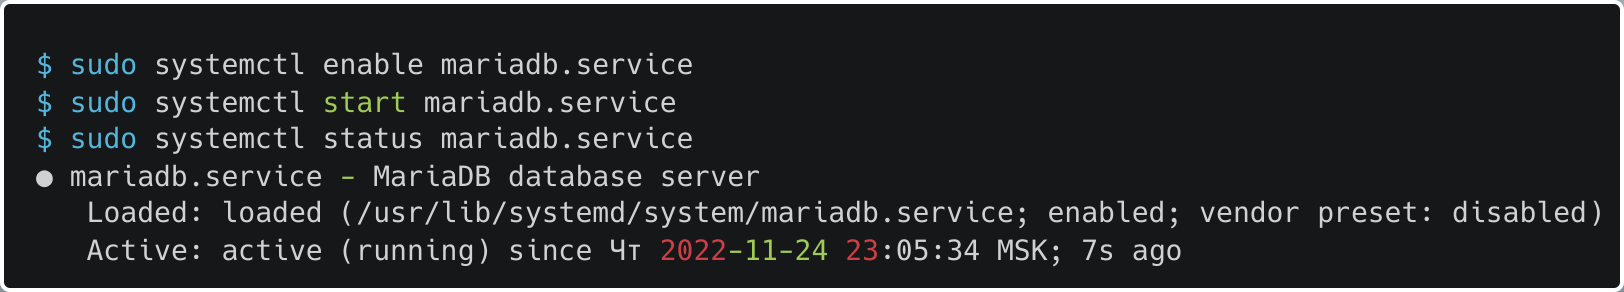 $ sudo systemctl enable mariadb.service
$ sudo systemctl start mariadb.service
$ sudo systemctl status mariadb.service
● mariadb.service - MariaDB database server
   Loaded: loaded (/usr/lib/systemd/system/mariadb.service; enabled; vendor preset: disabled)
   Active: active (running) since Чт 2022-11-24 23:05:34 MSK; 7s ago